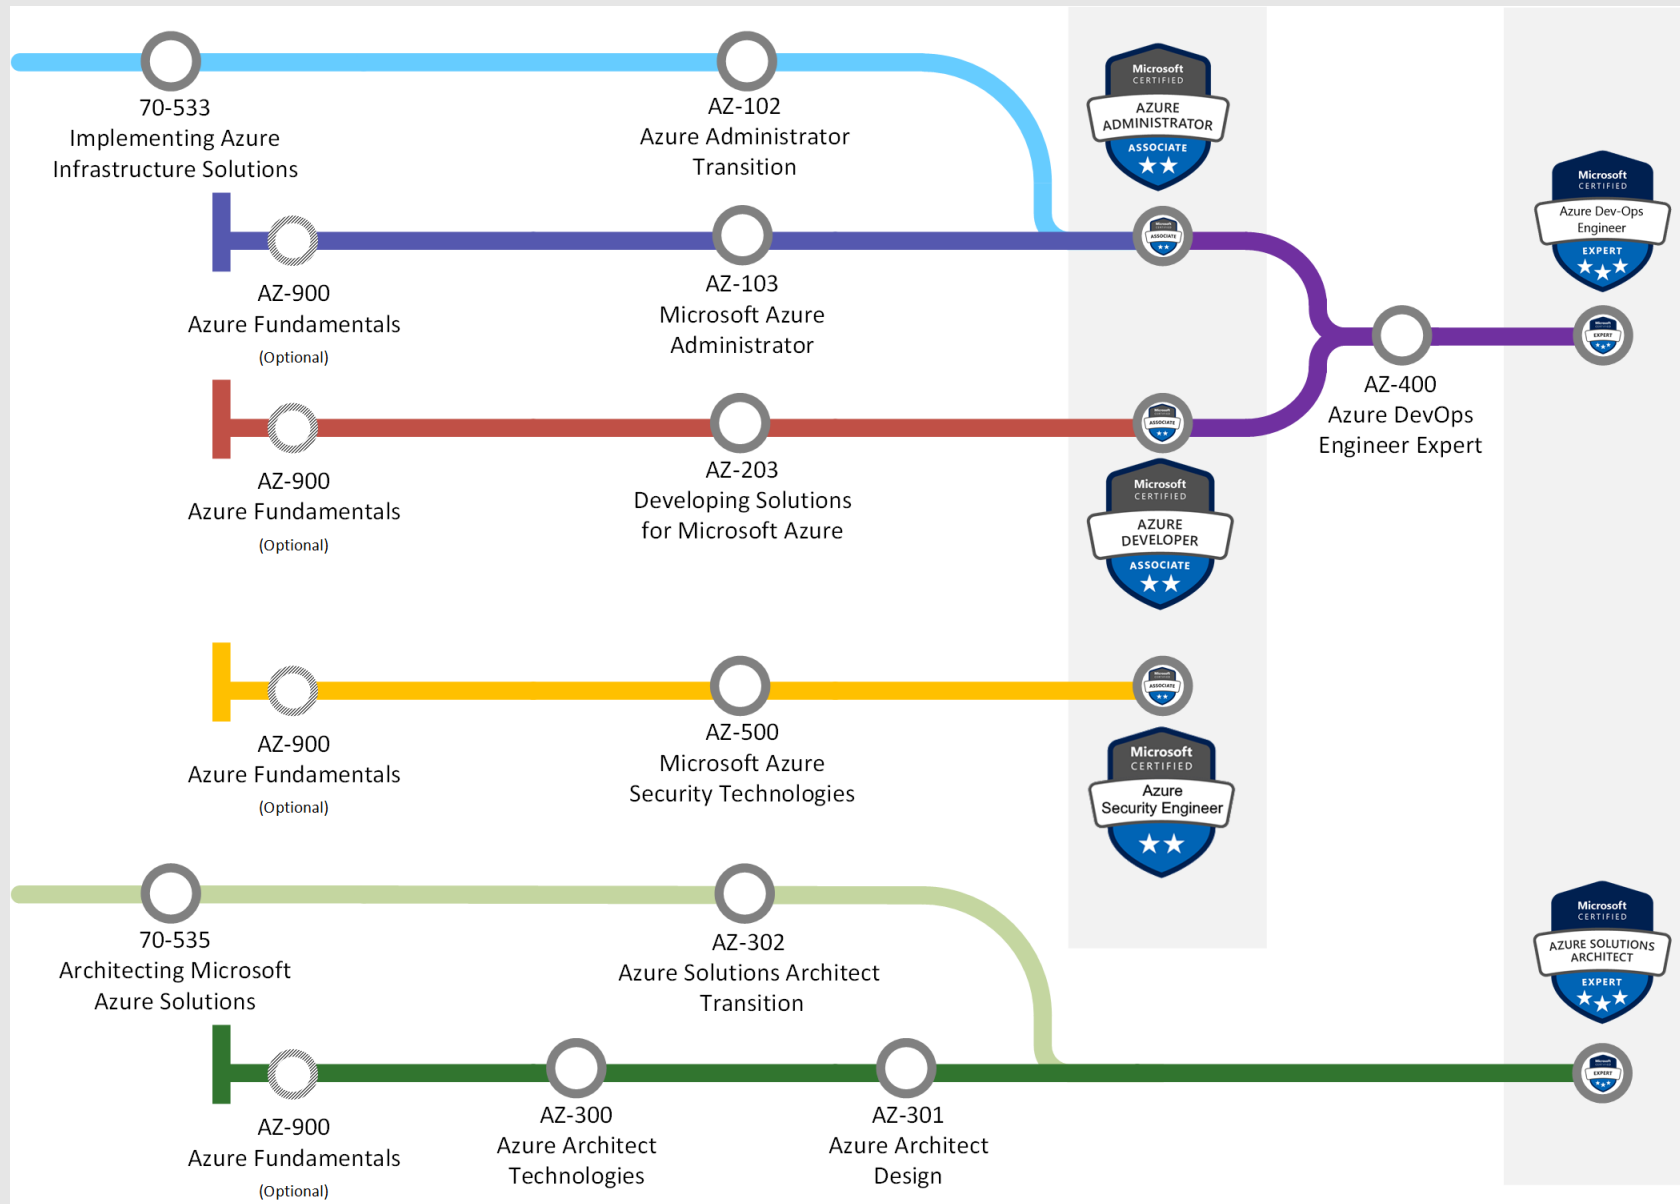 70-533
Implementing Azure
Infrastructure Solutions
AZ-102
Azure Administrator
Transition
Microsoft
CERTIFIED
AZURE
ADMINISTRATOR
ASSOCIATE
AZ-900
Azure Fundamentals
(Optional)
AZ-103
Microsoft Azure
Administrator
ASSOCIATE
Microsoft
CERTIFIED
Azure Dev-Ops
Engineer
EXPERT
AZ-400
Azure DevOps
Engineer Expert
EXPERT
AZ-900
Azure Fundamentals
(Optional)
AZ-203
Developing Solutions
for Microsoft Azure
ASSOCIATE
Microsoft
CERTIFIED
AZURE
DEVELOPER
ASSOCIATE
AZ-900
Azure Fundamentals
(Optional)
AZ-500
Microsoft Azure
Security Technologies
ASSOCIATE
Microsoft
CERTIFIED
Azure
Security Engineer
70-535
Architecting Microsoft
Azure Solutions
AZ-302
Azure Solutions Architect
Transition
Microsoft
CERTIFIED
AZURE SOLUTIONS
ARCHITECT
EXPERT
AZ-900
Azure Fundamentals
(Optional)
AZ-300
Azure Architect
Technologies
AZ-301
Azure Architect
Design
EXPERT